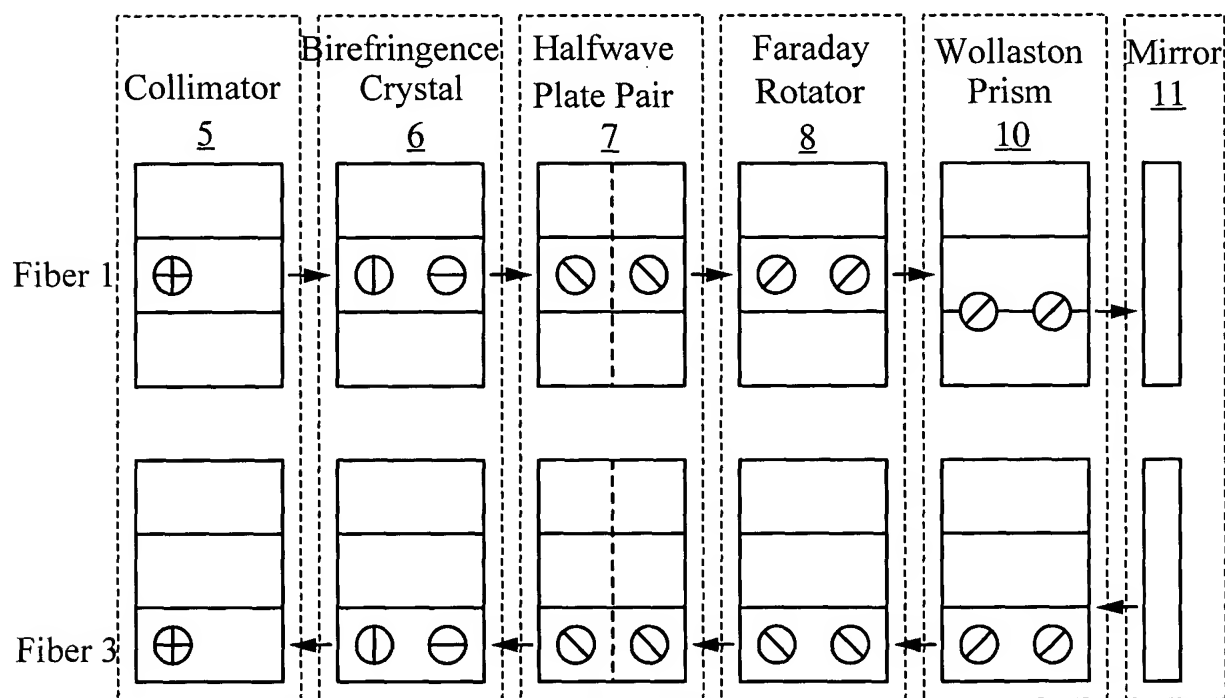 Collimator
5
Birefringence
Crystal
6
Halfwave
Plate Pair
7
Faraday
Rotator
8
Wollaston
Prism
10
Mirror
11
Fiber 1
Fiber 3